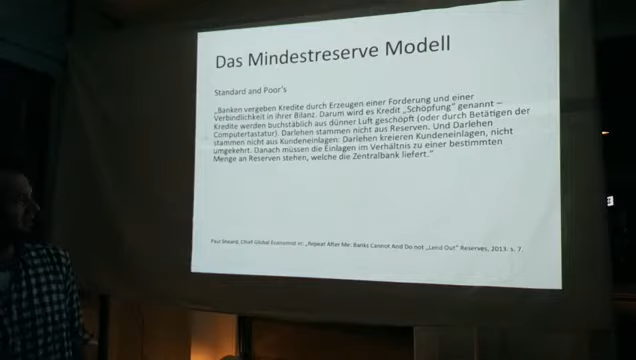 Das Mindestreserve Modell
Standard and Poor's
„Banken vergeben Kredite durch Erzeugen einer Forderung und einer
Verbindlichkeit in ihrer Bilanz. Darum wird es Kredit „Schöpfung" genannt –
Kredite werden buchstäblich aus dünner Luft geschöpft (oder durch Betätigen der
Computertastatur). Darlehen stammen nicht aus Reserven. Und Darlehen
stammen nicht aus Kundeneinlagen: Darlehen kreieren Kundeneinlagen, nicht
umgekehrt. Danach müssen die Einlagen im Verhältnis zu einer bestimmten
Menge an Reserven stehen, welche die Zentralbank liefert."
Paul Sheard, Chief Global Economist in: „Repeat After Me: Banks Cannot And Do not „Lend Out" Reserves, 2013. s. 7.